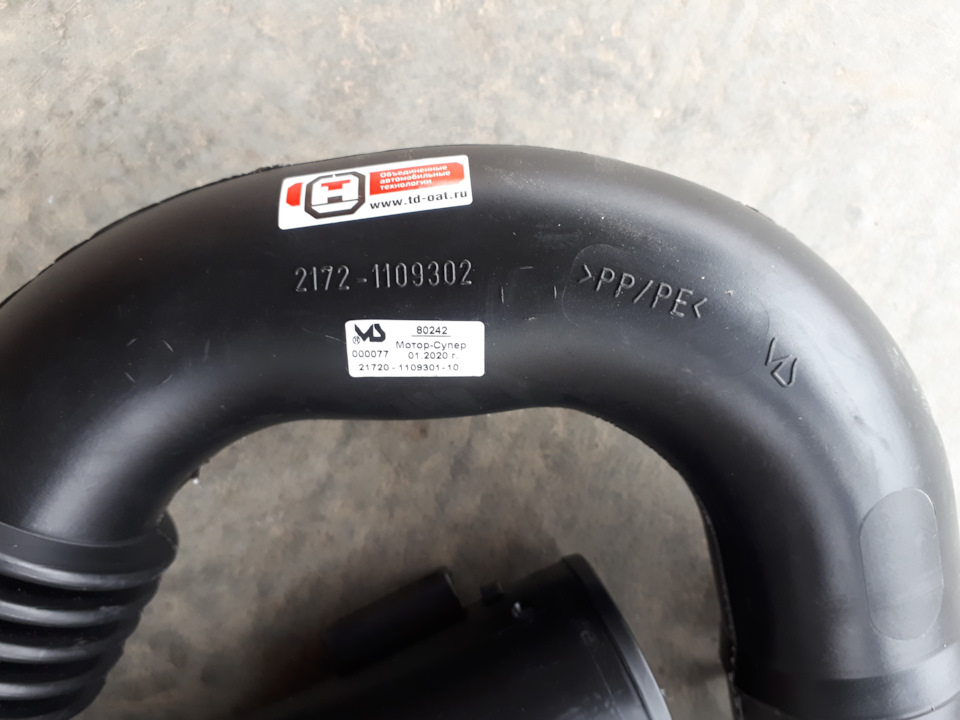 Объединенные
автомобильные
технологии
www.td-oat.ru
2172-1109302
>PP/PE<
MS
MS
80242
®
Мотор-Супер
000077 01.2020 г.
21720-1109301-10